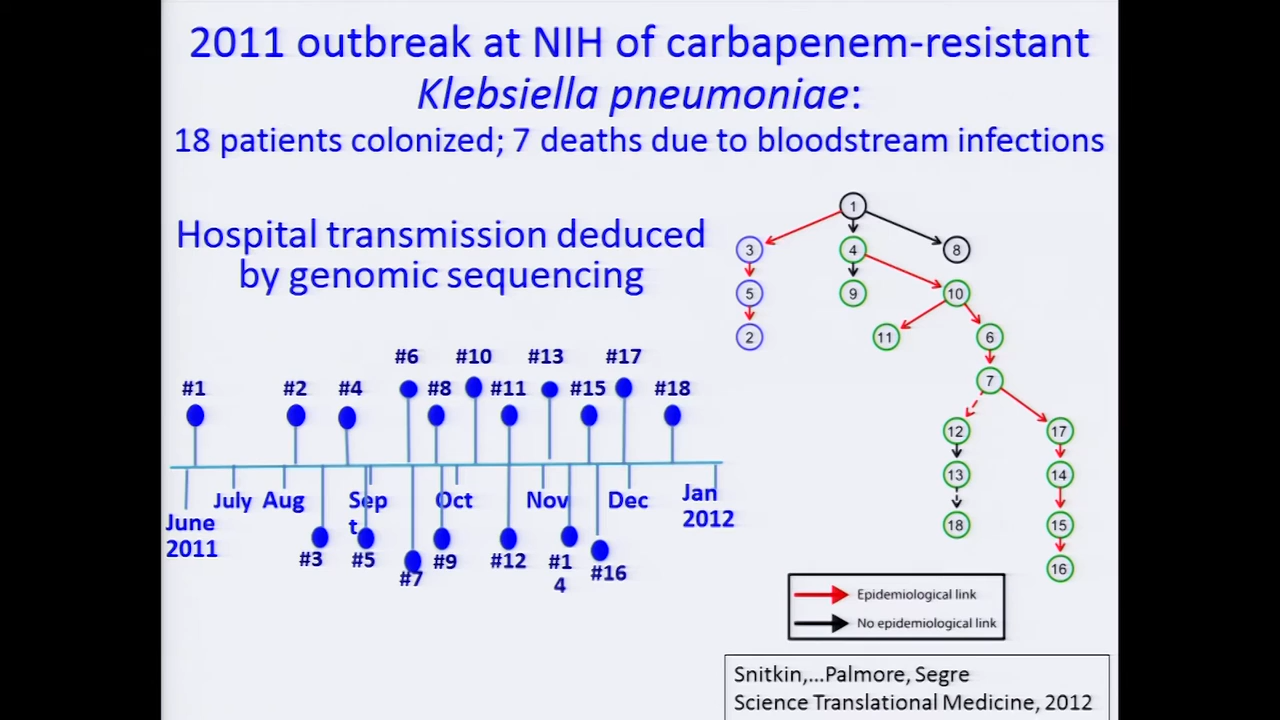 2011 outbreak at NIH of carbapenem-resistant
Klebsiella pneumoniae:
18 patients colonized; 7 deaths due to bloodstream infections
Hospital transmission deduced
by genomic sequencing
1
3
4
8
5
9
10
2
11
6
7
12
17
13
14
18
15
16
#6
#10
#13
#17
#1
#2
#4
#8
#11
#15
#18
June
2011
July
Aug
Sep
t
Oct
Nov
Dec
Jan
2012
#3
#5
#7
#9
#12
#1
4
#16
Epidemiological link
No epidemiological link
Snitkin,...Palmore, Segre
Science Translational Medicine, 2012